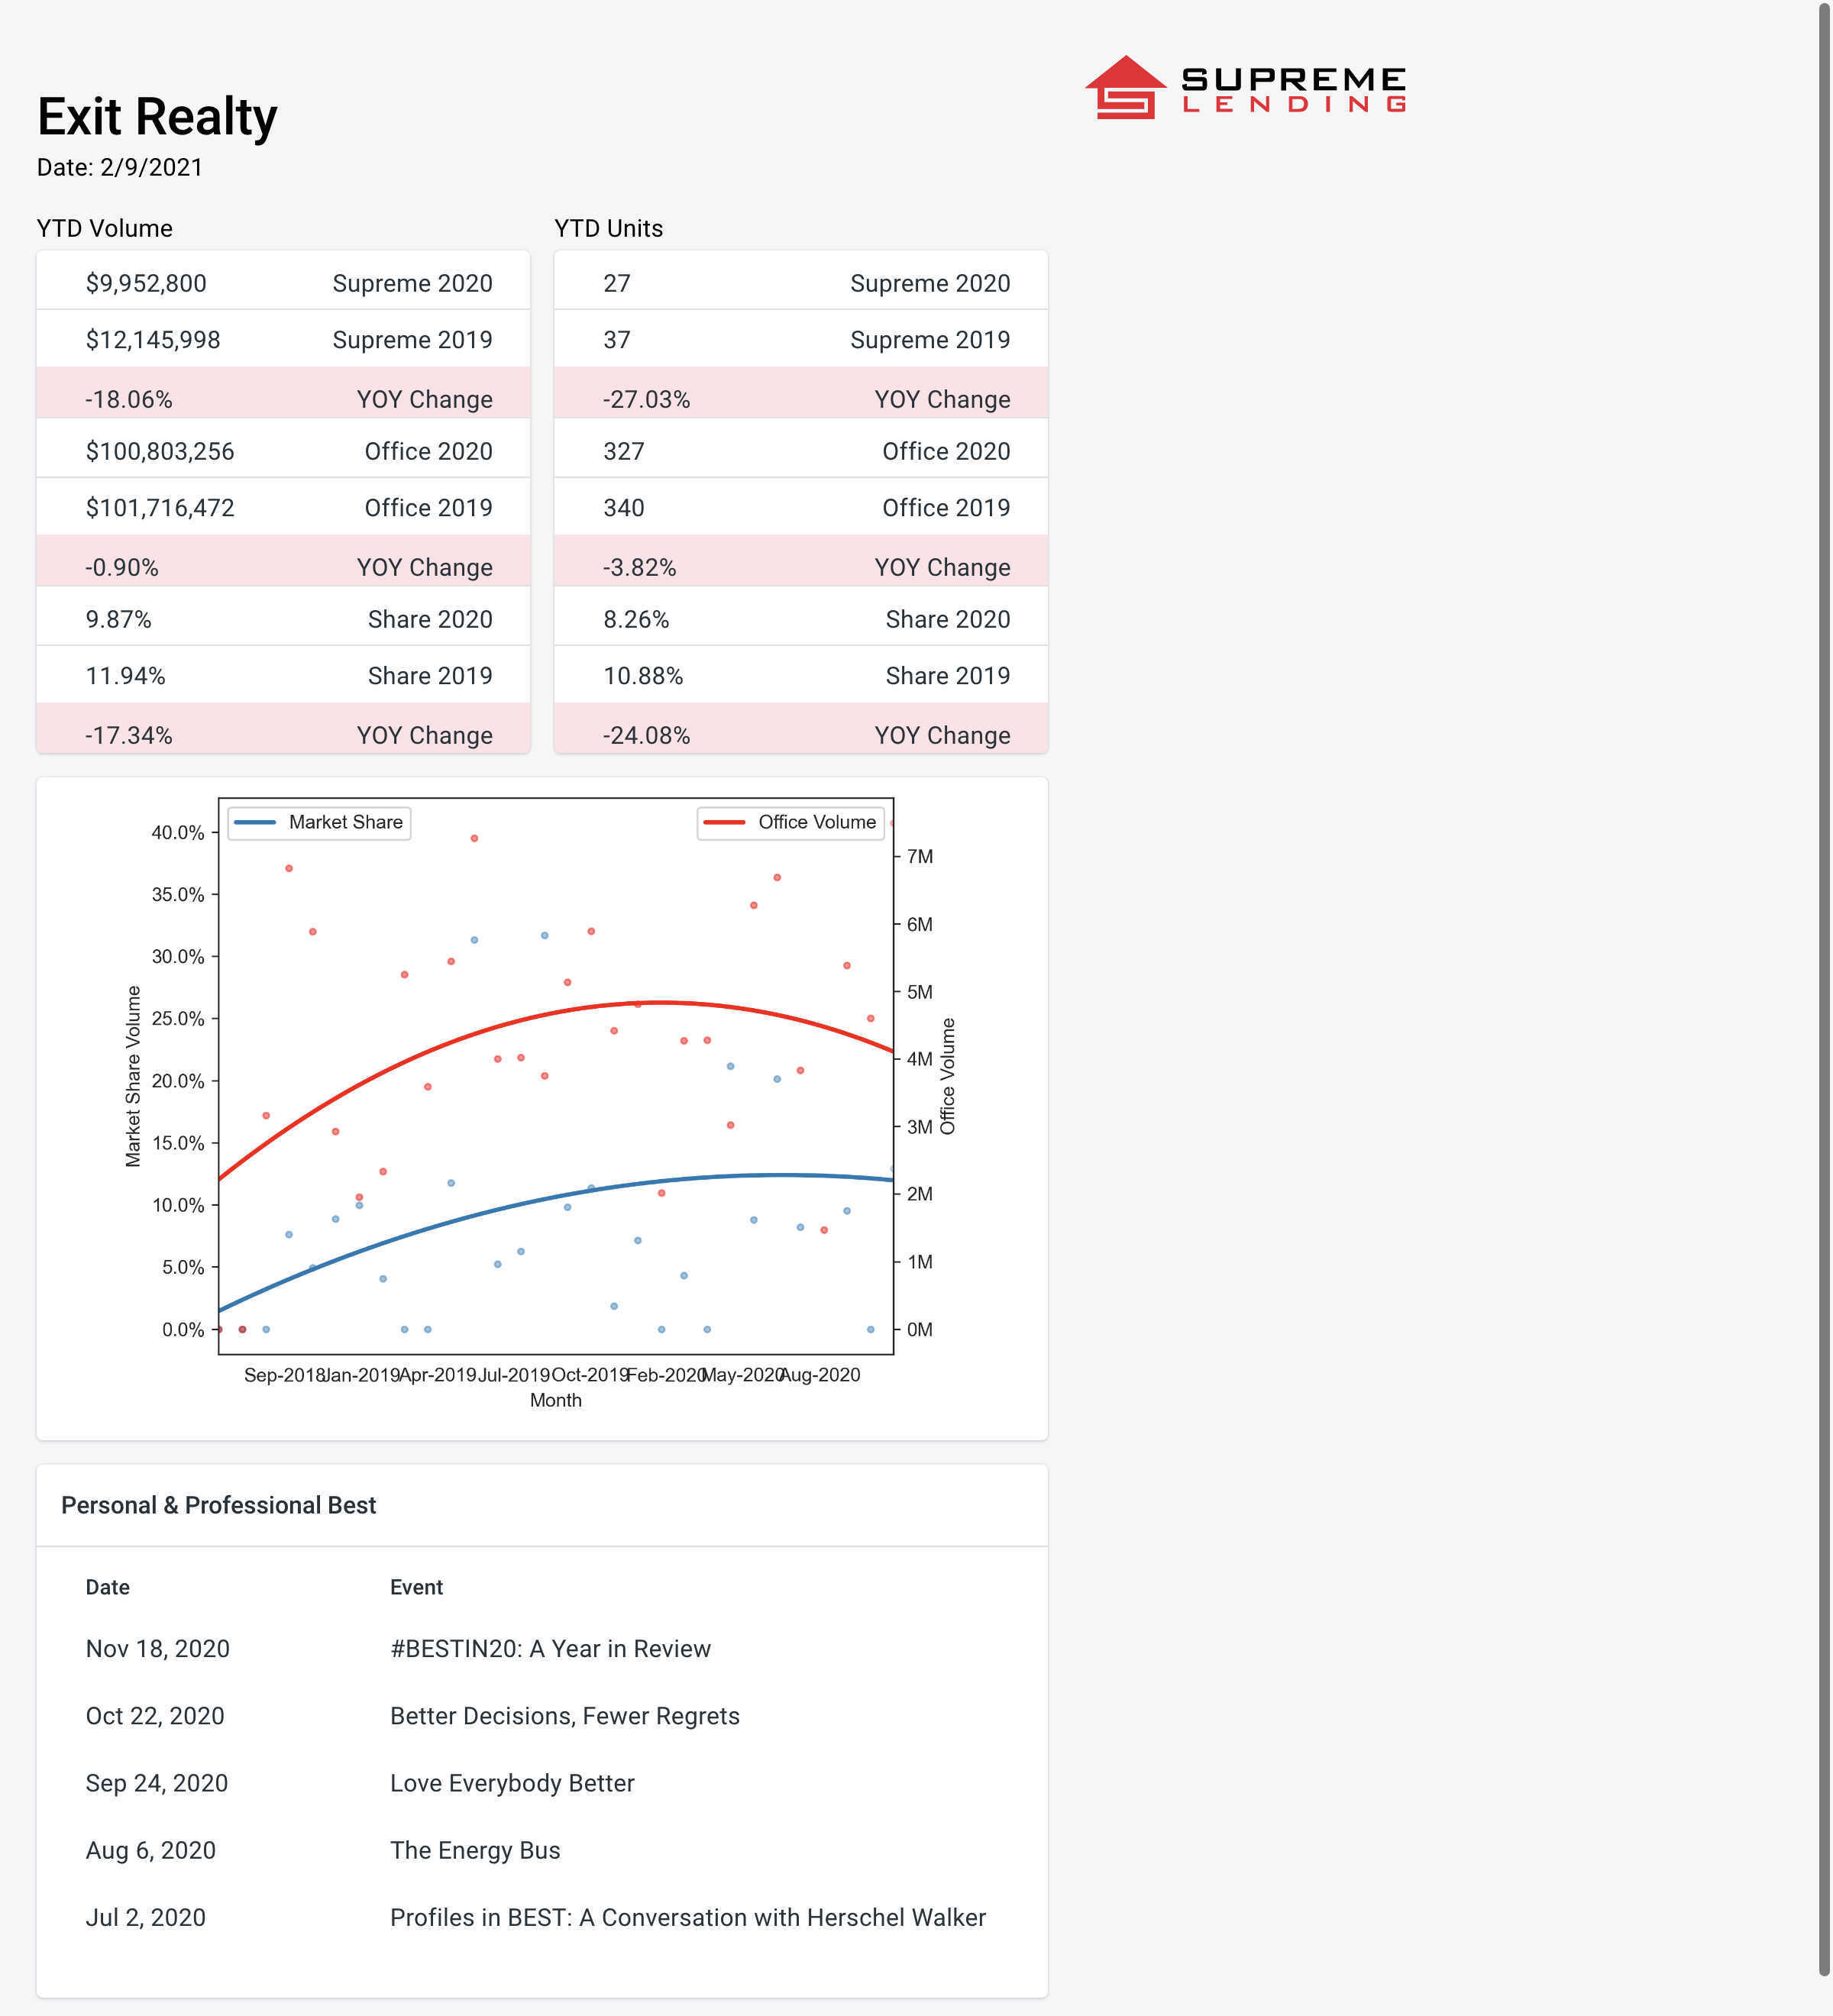 SUPREME
LENDING
Exit Realty
Date: 2/9/2021
YTD Volume
$9,952,800 Supreme 2020
$12,145,998 Supreme 2019
-18.06% YOY Change
$100,803,256 Office 2020
$101,716,472 Office 2019
-0.90% YOY Change
9.87% Share 2020
11.94% Share 2019
-17.34% YOY Change
YTD Units
27 Supreme 2020
37 Supreme 2019
-27.03% YOY Change
327 Office 2020
340 Office 2019
-3.82% YOY Change
8.26% Share 2020
10.88% Share 2019
-24.08% YOY Change
Market Share
Office Volume
Market Share Volume
40.0%
35.0%
30.0%
25.0%
20.0%
15.0%
10.0%
5.0%
0.0%
7M
6M
5M
4M
3M
2M
1M
0M
Office Volume
Sep-2018 Jan-2019 Apr-2019 Jul-2019 Oct-2019 Feb-2020 May-2020 Aug-2020
Month
Personal & Professional Best
Date Event
Nov 18, 2020 #BESTIN20: A Year in Review
Oct 22, 2020 Better Decisions, Fewer Regrets
Sep 24, 2020 Love Everybody Better
Aug 6, 2020 The Energy Bus
Jul 2, 2020 Profiles in BEST: A Conversation with Herschel Walker